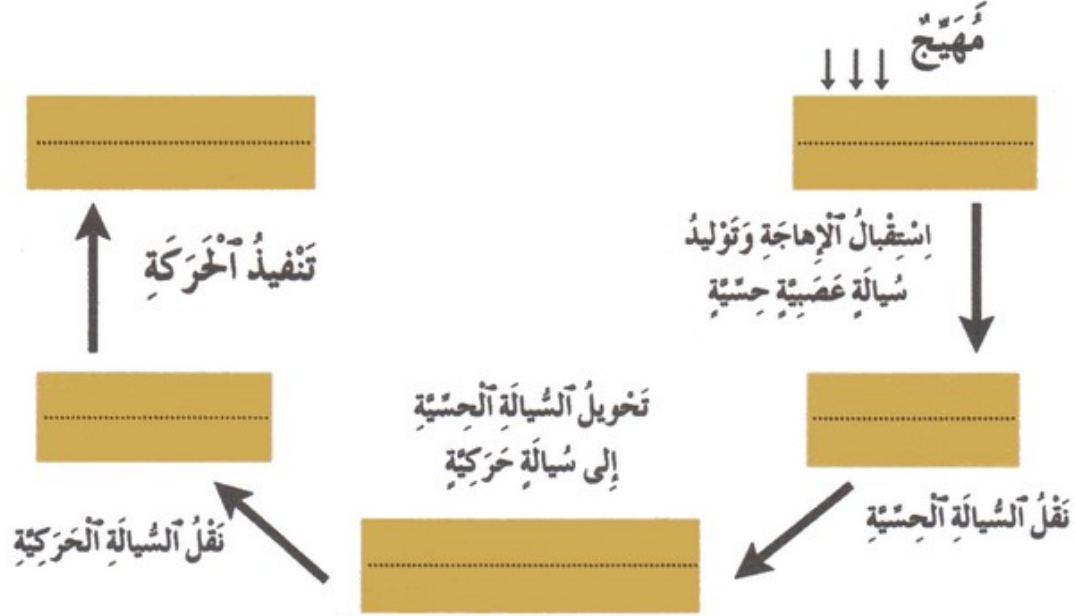 مُهَيِّجٌ
اِسْتِقْبالُ ٱلْإِهاجَةِ وَتَوْليدُ
سُيالَةٍ عَصَبِيَّةٍ حِسِّيَّةٍ
نَقْلُ ٱلسُّيالَةِ ٱلْحِسِّيَّةِ
تَحْويلُ ٱلسُّيالَةِ ٱلْحِسِّيَّةِ
إِلى سُيالَةٍ حَرَكِيَّةٍ
نَقْلُ ٱلسُّيالَةِ ٱلْحَرَكِيَّةِ
تَنْفيذُ ٱلْحَرَكَةِ